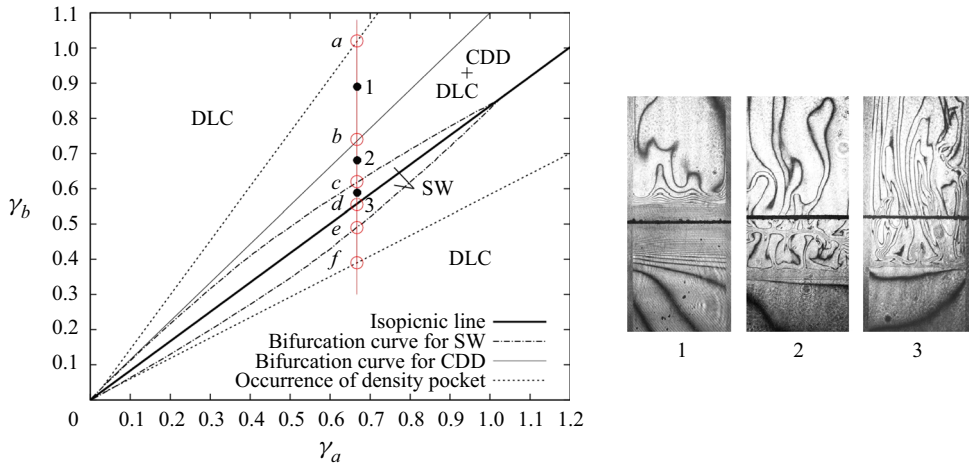 1.1
1.0
0.9
0.8
0.7
0.6
0.5
0.4
0.3
0.2
0.1
γb
0 0.1 0.2 0.3 0.4 0.5 0.6 0.7 0.8 0.9 1.0 1.1 1.2
γa
a
1
b
2
c
3
d
e
f
DLC
CDD
+
DLC
SW
DLC
Isopicnic line
Bifurcation curve for SW
Bifurcation curve for CDD
Occurrence of density pocket
1 2 3